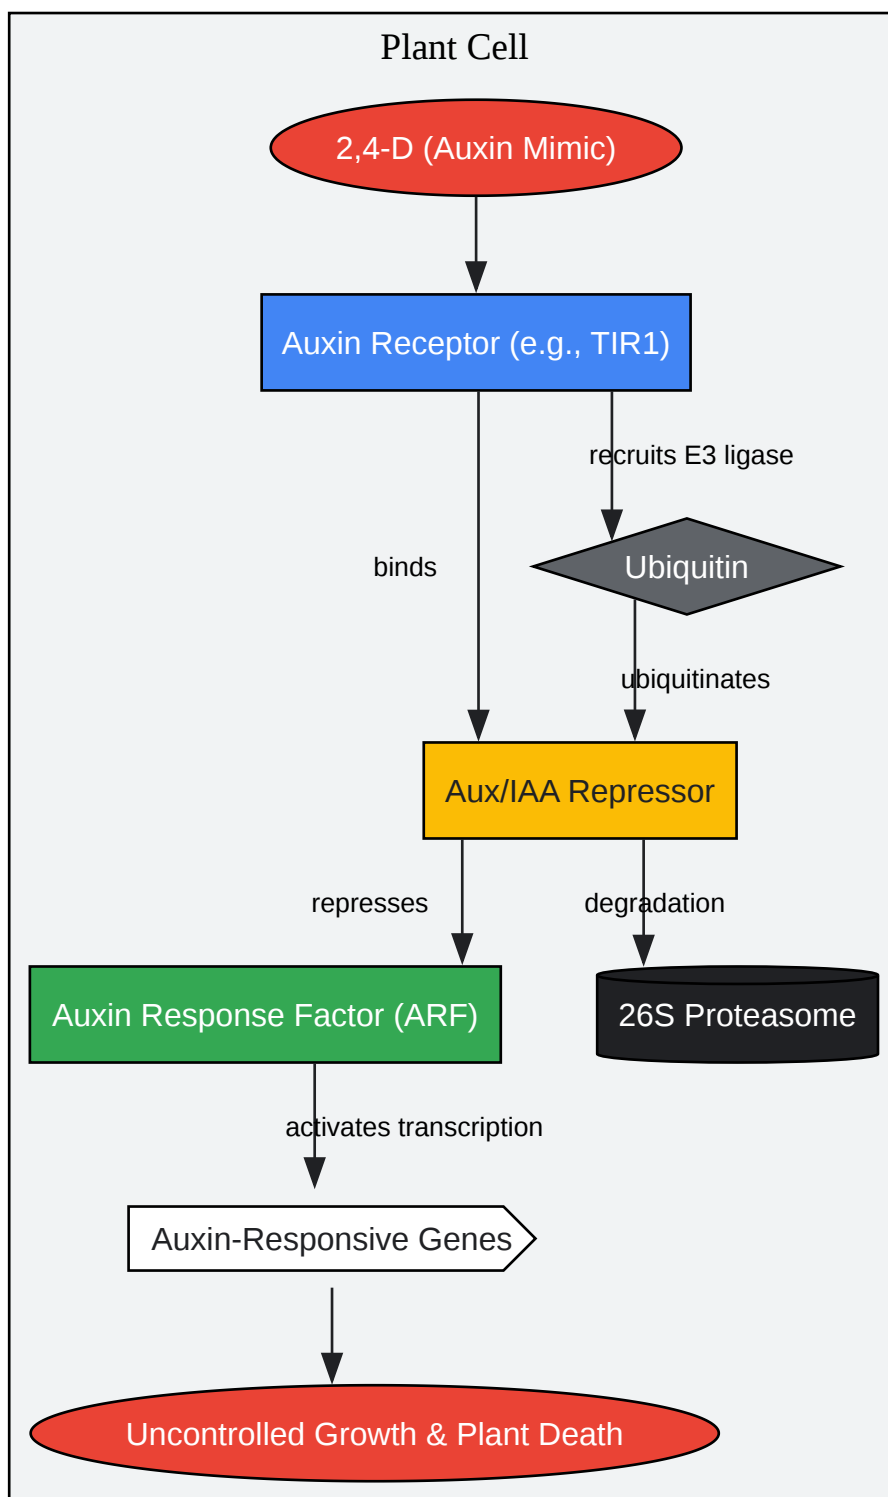 Plant Cell
2,4-D (Auxin Mimic)
Auxin Receptor (e.g., TIR1)
recruits E3 ligase
binds
Ubiquitin
ubiquitinates
Aux/IAA Repressor
represses
degradation
Auxin Response Factor (ARF)
26S Proteasome
activates transcription
Auxin-Responsive Genes
Uncontrolled Growth & Plant Death